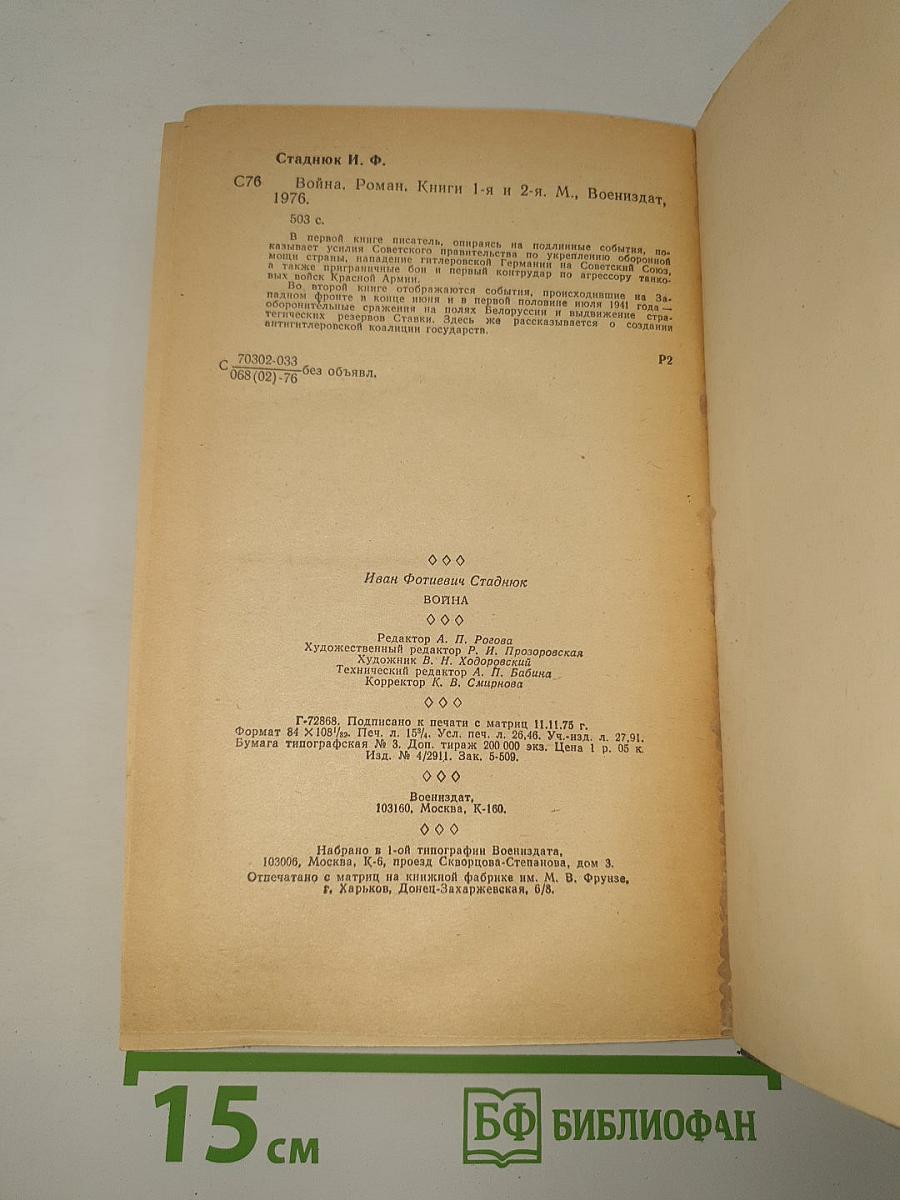 Стаднюк И. Ф.
С76 Война. Роман. Книги 1-я и 2-я. М., Воениздат,
1976.
503 с.
В первой книге писатель, опираясь на подлинные события, по-
казывает усилия Советского правительства по укреплению оборонной
мощи страны, нападение гитлеровской Германии на Советский Союз,
а также приграничные бои и первый контрудар по агрессору танко-
вых войск Красной Армии.
Во второй книге отображаются события, происходившие на За-
падном фронте в конце июня и в первой половине июля 1941 года —
оборонительные сражения на полях Белоруссии и выдвижение стра-
тегических резервов Ставки. Здесь же рассказывается о создании
антигитлеровской коалиции государств.
С 70302-033
068(02)-76 без объявл.
Р2
Иван Фотиевич Стаднюк
ВОЙНА
Редактор А. П. Рогова
Художественный редактор Р. И. Прозоровская
Художник В. Н. Ходоровский
Технический редактор А. П. Бабина
Корректор К. В. Смирнова
Г-72868. Подписано к печати с матриц 11.11.75 г.
Формат 84×108 1/32. Печ. л. 15 3/4. Усл. печ. л. 26,46. Уч.-изд. л. 27,91.
Бумага типографская № 3. Доп. тираж 200 000 экз. Цена 1 р. 05 к.
Изд. № 4/2911. Зак. 5-509.
Воениздат,
103160, Москва, К-160.
Набрано в 1-ой типографии Воениздата,
103006, Москва, К-6, проезд Скворцова-Степанова, дом 3.
Отпечатано с матриц на книжной фабрике им. М. В. Фрунзе,
г. Харьков, Донец-Захаржевская, 6/8.
15 см
БФ БИБЛИОФАН